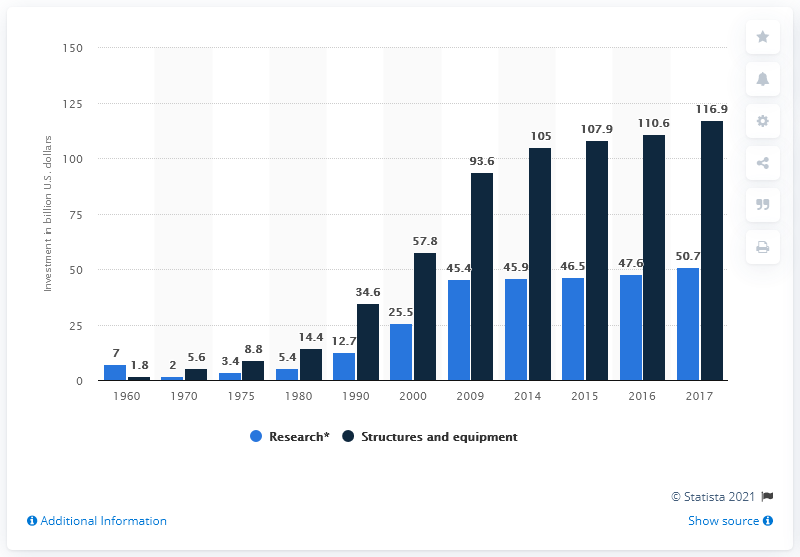 150
125
100
75
50
25
0
Investment in billion U.S. dollars
7 1.8 2 5.6 3.4 8.8 5.4 14.4 12.7 34.6 25.5 57.8 45.4 93.6 45.9 105 46.5 107.9 47.6 110.6 50.7 116.9
1960 1970 1975 1980 1990 2000 2009 2014 2015 2016 2017
Research* Structures and equipment
© Statista 2021
Additional Information Show source